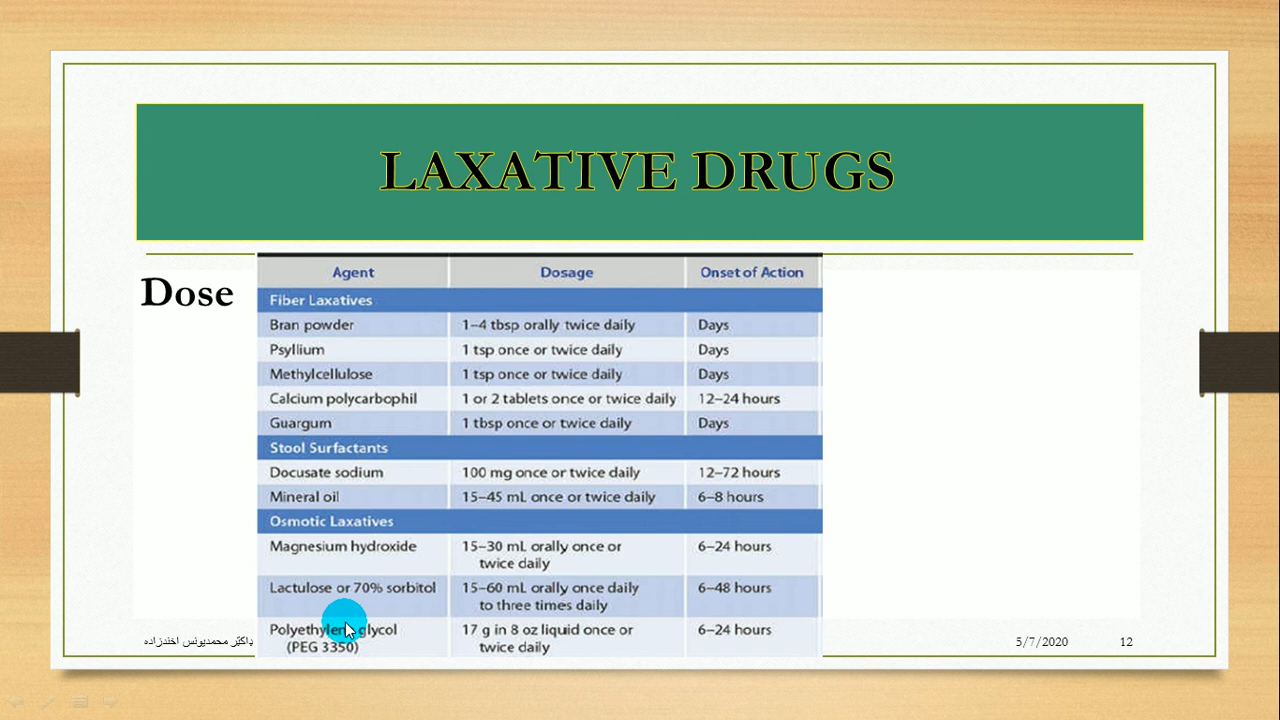 LAXATIVE DRUGS
Dose
Agent Dosage Onset of Action
Fiber Laxatives
Bran powder 1–4 tbsp orally twice daily Days
Psyllium 1 tsp once or twice daily Days
Methylcellulose 1 tsp once or twice daily Days
Calcium polycarbophil 1 or 2 tablets once or twice daily 12–24 hours
Guargum 1 tbsp once or twice daily Days
Stool Surfactants
Docusate sodium 100 mg once or twice daily 12–72 hours
Mineral oil 15–45 mL once or twice daily 6–8 hours
Osmotic Laxatives
Magnesium hydroxide 15–30 mL orally once or 6–24 hours
twice daily
Lactulose or 70% sorbitol 15–60 mL orally once daily 6–48 hours
to three times daily
Polyethylene glycol 17 g in 8 oz liquid once or 6–24 hours
(PEG 3350) twice daily
ډاکټر محمدیونس اخندزاده 5/7/2020 12